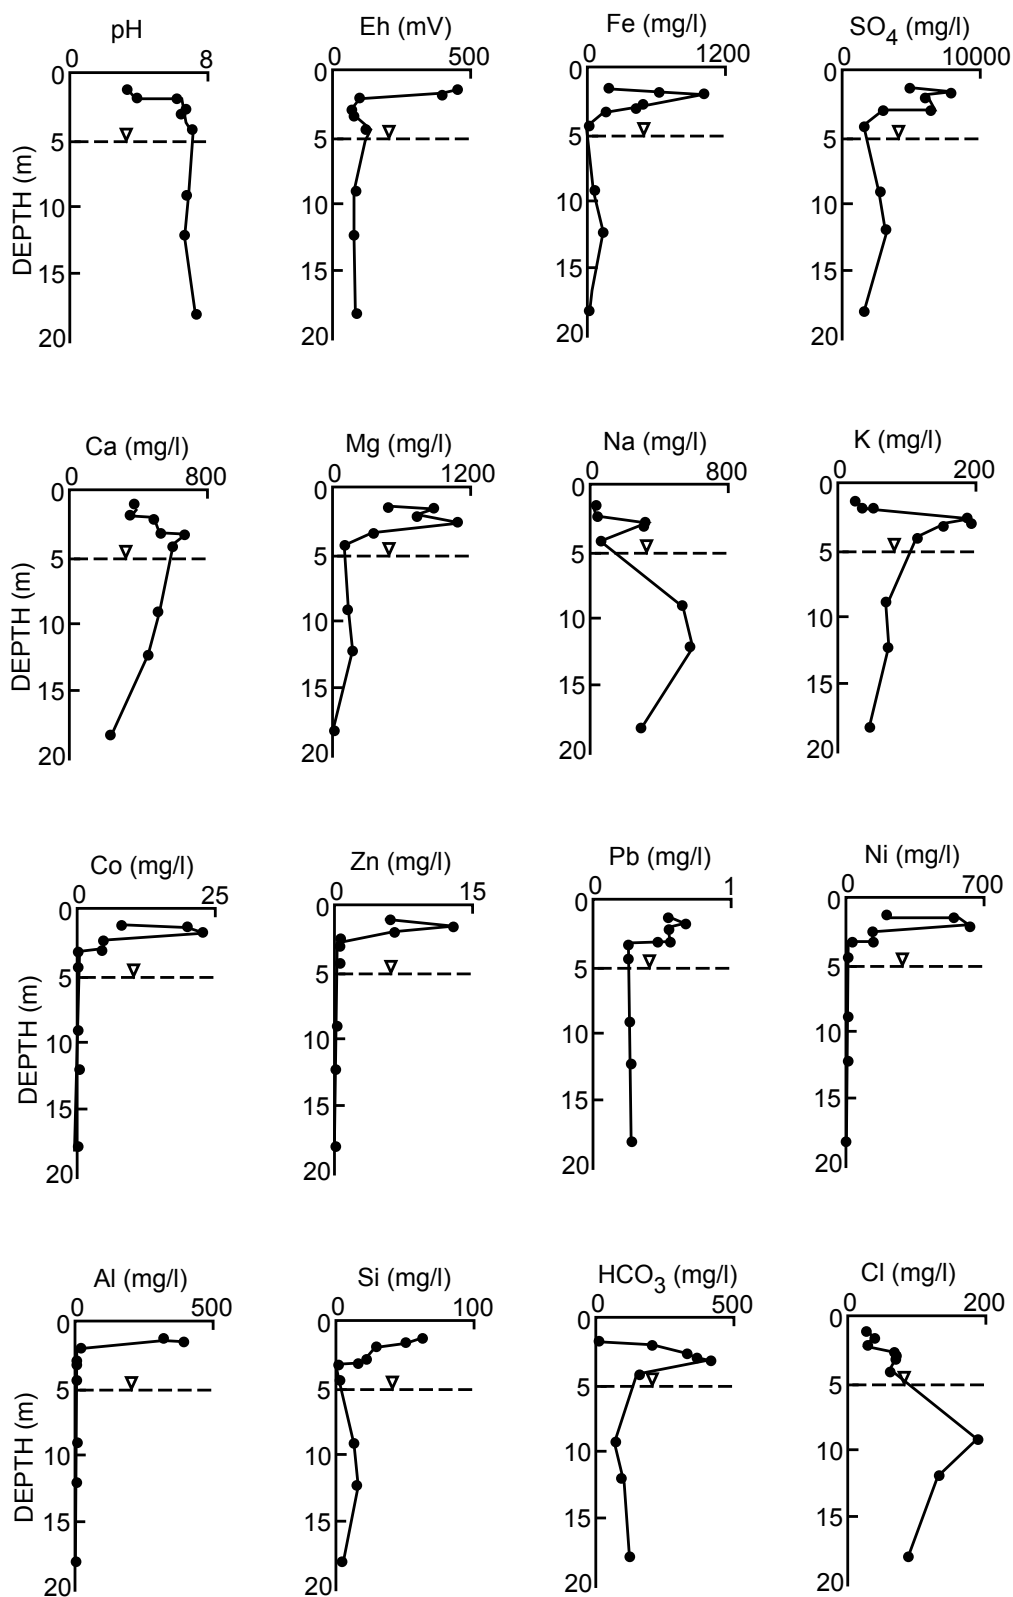 pH Eh (mV) Fe (mg/l) SO4 (mg/l)
0 8 0 500 0 1200 0 10000
0 0 0 0
5 5 5 5
10 10 10 10
15 15 15 15
20 20 20 20
DEPTH (m)
Ca (mg/l) Mg (mg/l) Na (mg/l) K (mg/l)
0 800 0 1200 0 800 0 200
0 0 0 0
5 5 5 5
10 10 10 10
15 15 15 15
20 20 20 20
DEPTH (m)
Co (mg/l) Zn (mg/l) Pb (mg/l) Ni (mg/l)
0 25 0 15 0 1 0 700
0 0 0 0
5 5 5 5
10 10 10 10
15 15 15 15
20 20 20 20
DEPTH (m)
Al (mg/l) Si (mg/l) HCO3 (mg/l) Cl (mg/l)
0 500 0 100 0 500 0 200
0 0 0 0
5 5 5 5
10 10 10 10
15 15 15 15
20 20 20 20
DEPTH (m)